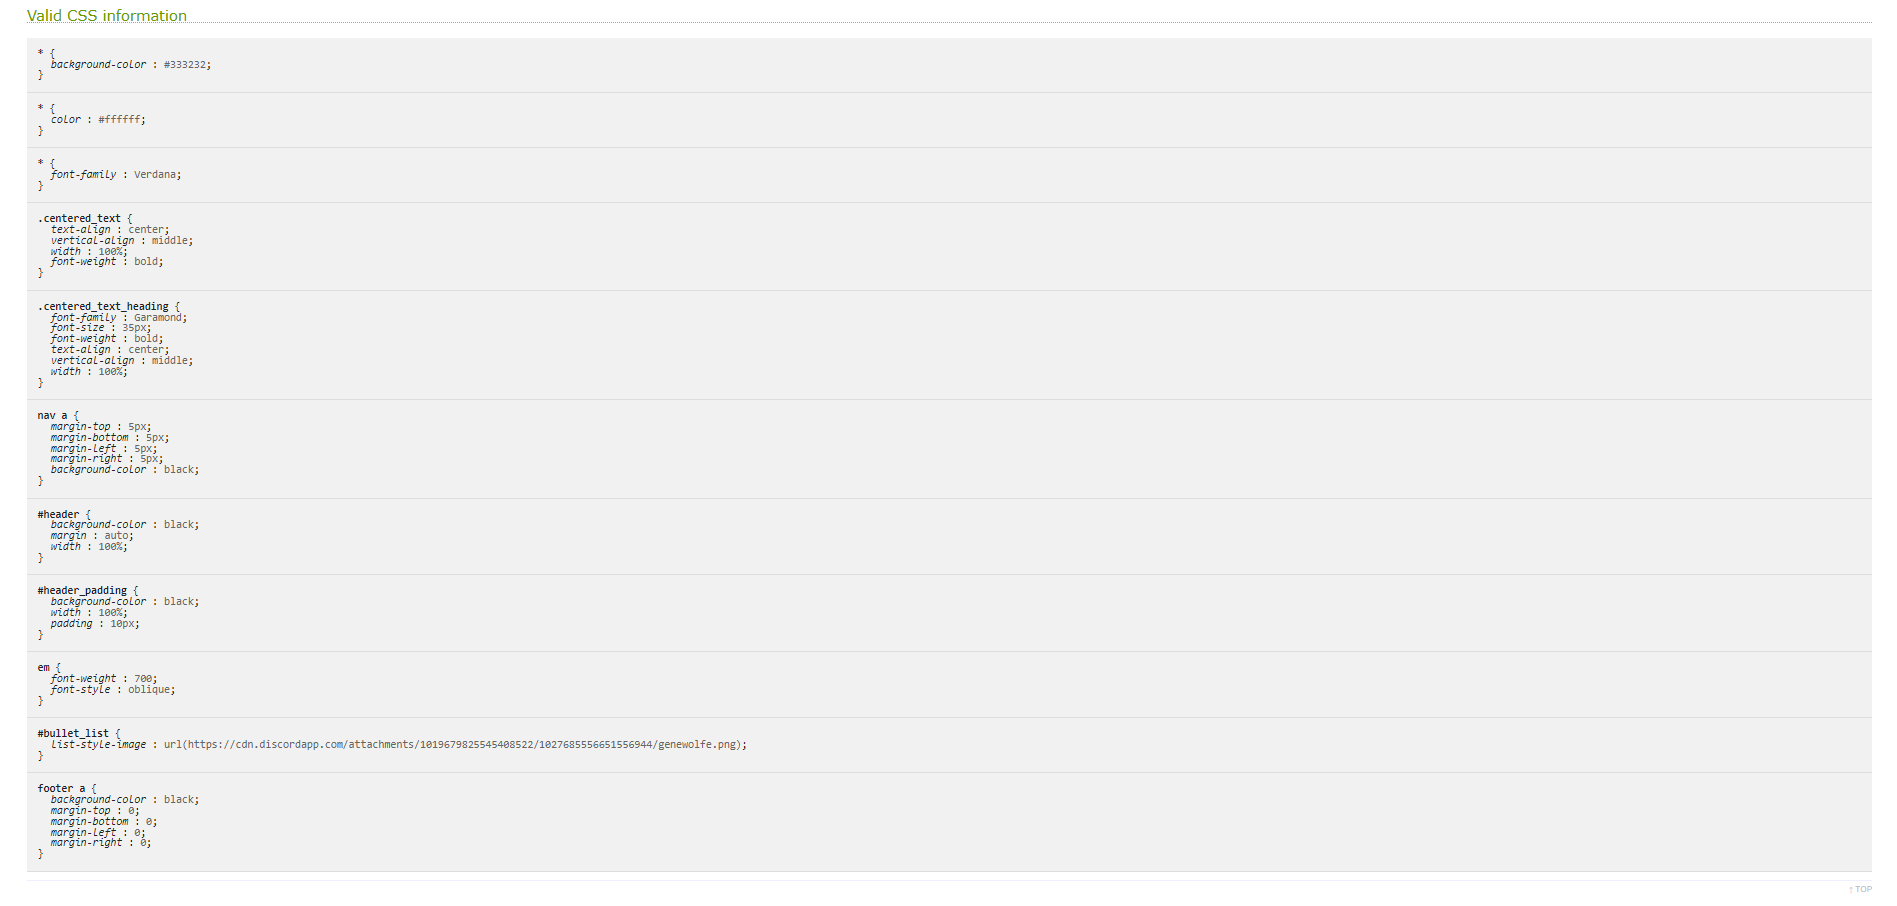 Valid CSS information
* {
background-color : #333232;
}
* {
color : #ffffff;
}
* {
font-family : Verdana;
}
.centered_text {
text-align : center;
vertical-align : middle;
width : 100%;
font-weight : bold;
}
.centered_text_heading {
font-family : Garamond;
font-size : 35px;
font-weight : bold;
text-align : center;
vertical-align : middle;
width : 100%;
}
nav a {
margin-top : 5px;
margin-bottom : 5px;
margin-left : 5px;
margin-right : 5px;
background-color : black;
}
#header {
background-color : black;
margin : auto;
width : 100%;
}
#header_padding {
background-color : black;
width : 100%;
padding : 10px;
}
em {
font-weight : 700;
font-style : oblique;
}
#bullet_list {
list-style-image : url(https://cdn.discordapp.com/attachments/1019679825545408522/1027685556651556944/genewolfe.png);
}
footer a {
background-color : black;
margin-top : 0;
margin-bottom : 0;
margin-left : 0;
margin-right : 0;
}
↑ TOP